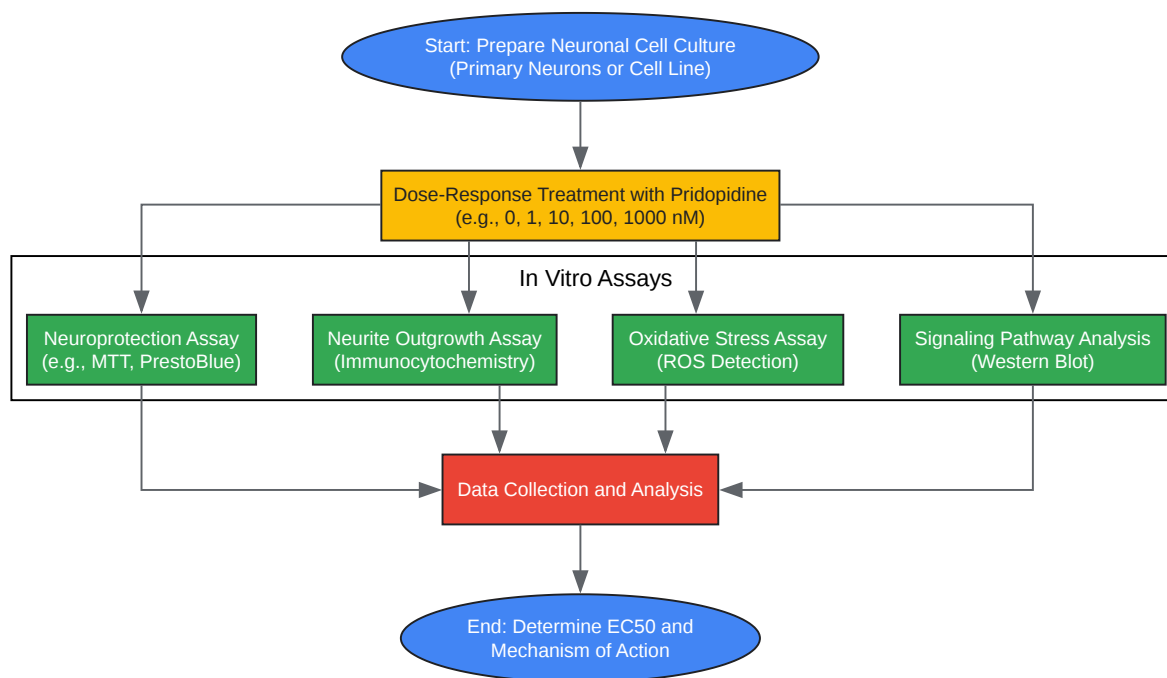 Start: Prepare Neuronal Cell Culture
(Primary Neurons or Cell Line)
Dose-Response Treatment with Pridopidine
(e.g., 0, 1, 10, 100, 1000 nM)
In Vitro Assays
Neuroprotection Assay
(e.g., MTT, PrestoBlue)
Neurite Outgrowth Assay
(Immunocytochemistry)
Oxidative Stress Assay
(ROS Detection)
Signaling Pathway Analysis
(Western Blot)
Data Collection and Analysis
End: Determine EC50 and
Mechanism of Action